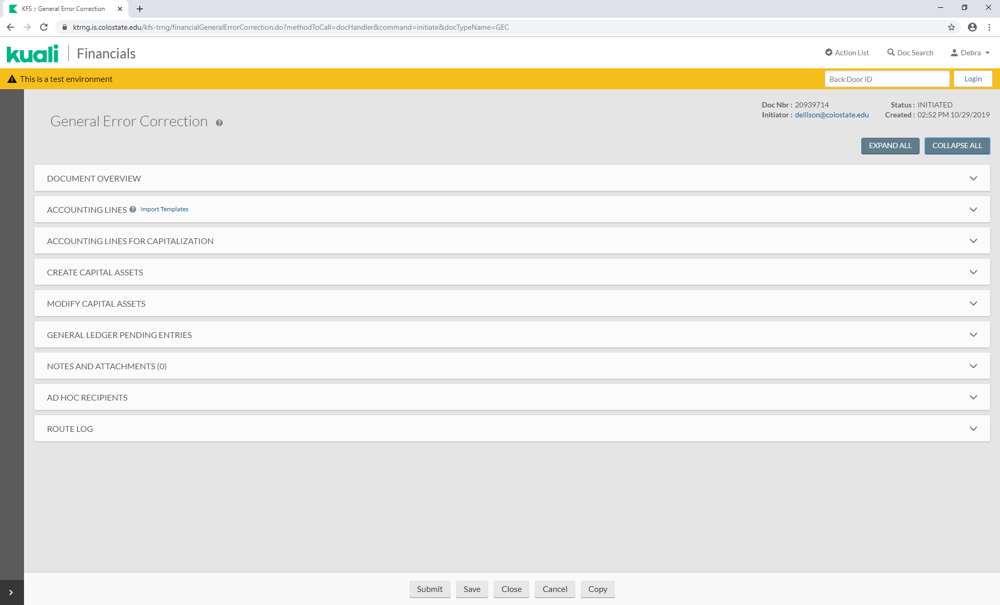 KFS :: General Error Correction
ktrng.is.colostate.edu/kfs-trng/financialGeneralErrorCorrection.do?methodToCall=docHandler&command=initiate&docTypeName=GEC
kuali Financials
Action List Doc Search Debra
This is a test environment Back Door ID Login
Doc Nbr : 20939714 Status : INITIATED
Initiator : dellison@colostate.edu Created : 02:52 PM 10/29/2019
General Error Correction
EXPAND ALL COLLAPSE ALL
DOCUMENT OVERVIEW
ACCOUNTING LINES Import Templates
ACCOUNTING LINES FOR CAPITALIZATION
CREATE CAPITAL ASSETS
MODIFY CAPITAL ASSETS
GENERAL LEDGER PENDING ENTRIES
NOTES AND ATTACHMENTS (0)
AD HOC RECIPIENTS
ROUTE LOG
Submit Save Close Cancel Copy